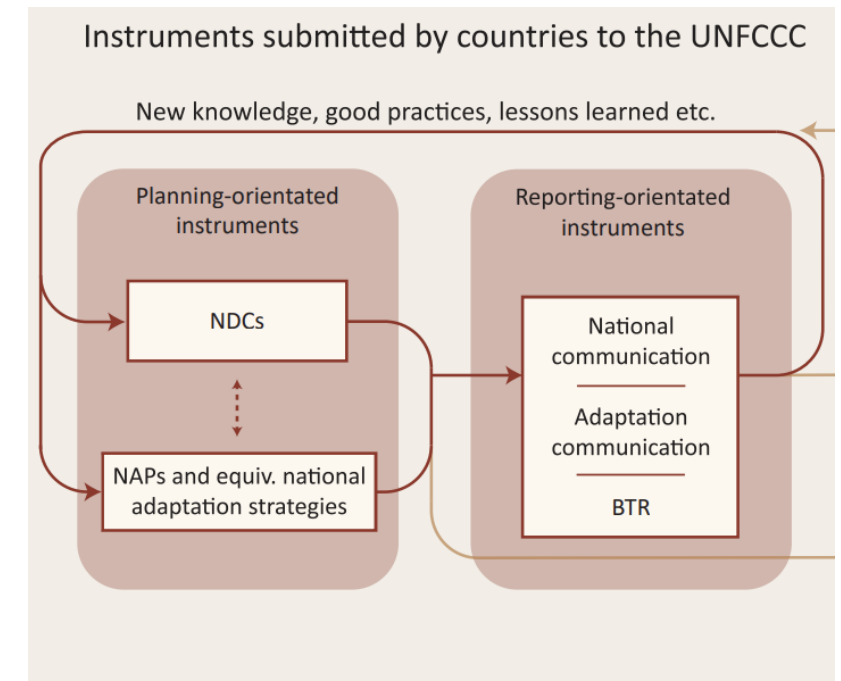 Instruments submitted by countries to the UNFCCC
New knowledge, good practices, lessons learned etc.
Planning-orientated
instruments
NDCs
NAPs and equiv. national
adaptation strategies
Reporting-orientated
instruments
National
communication
Adaptation
communication
BTR